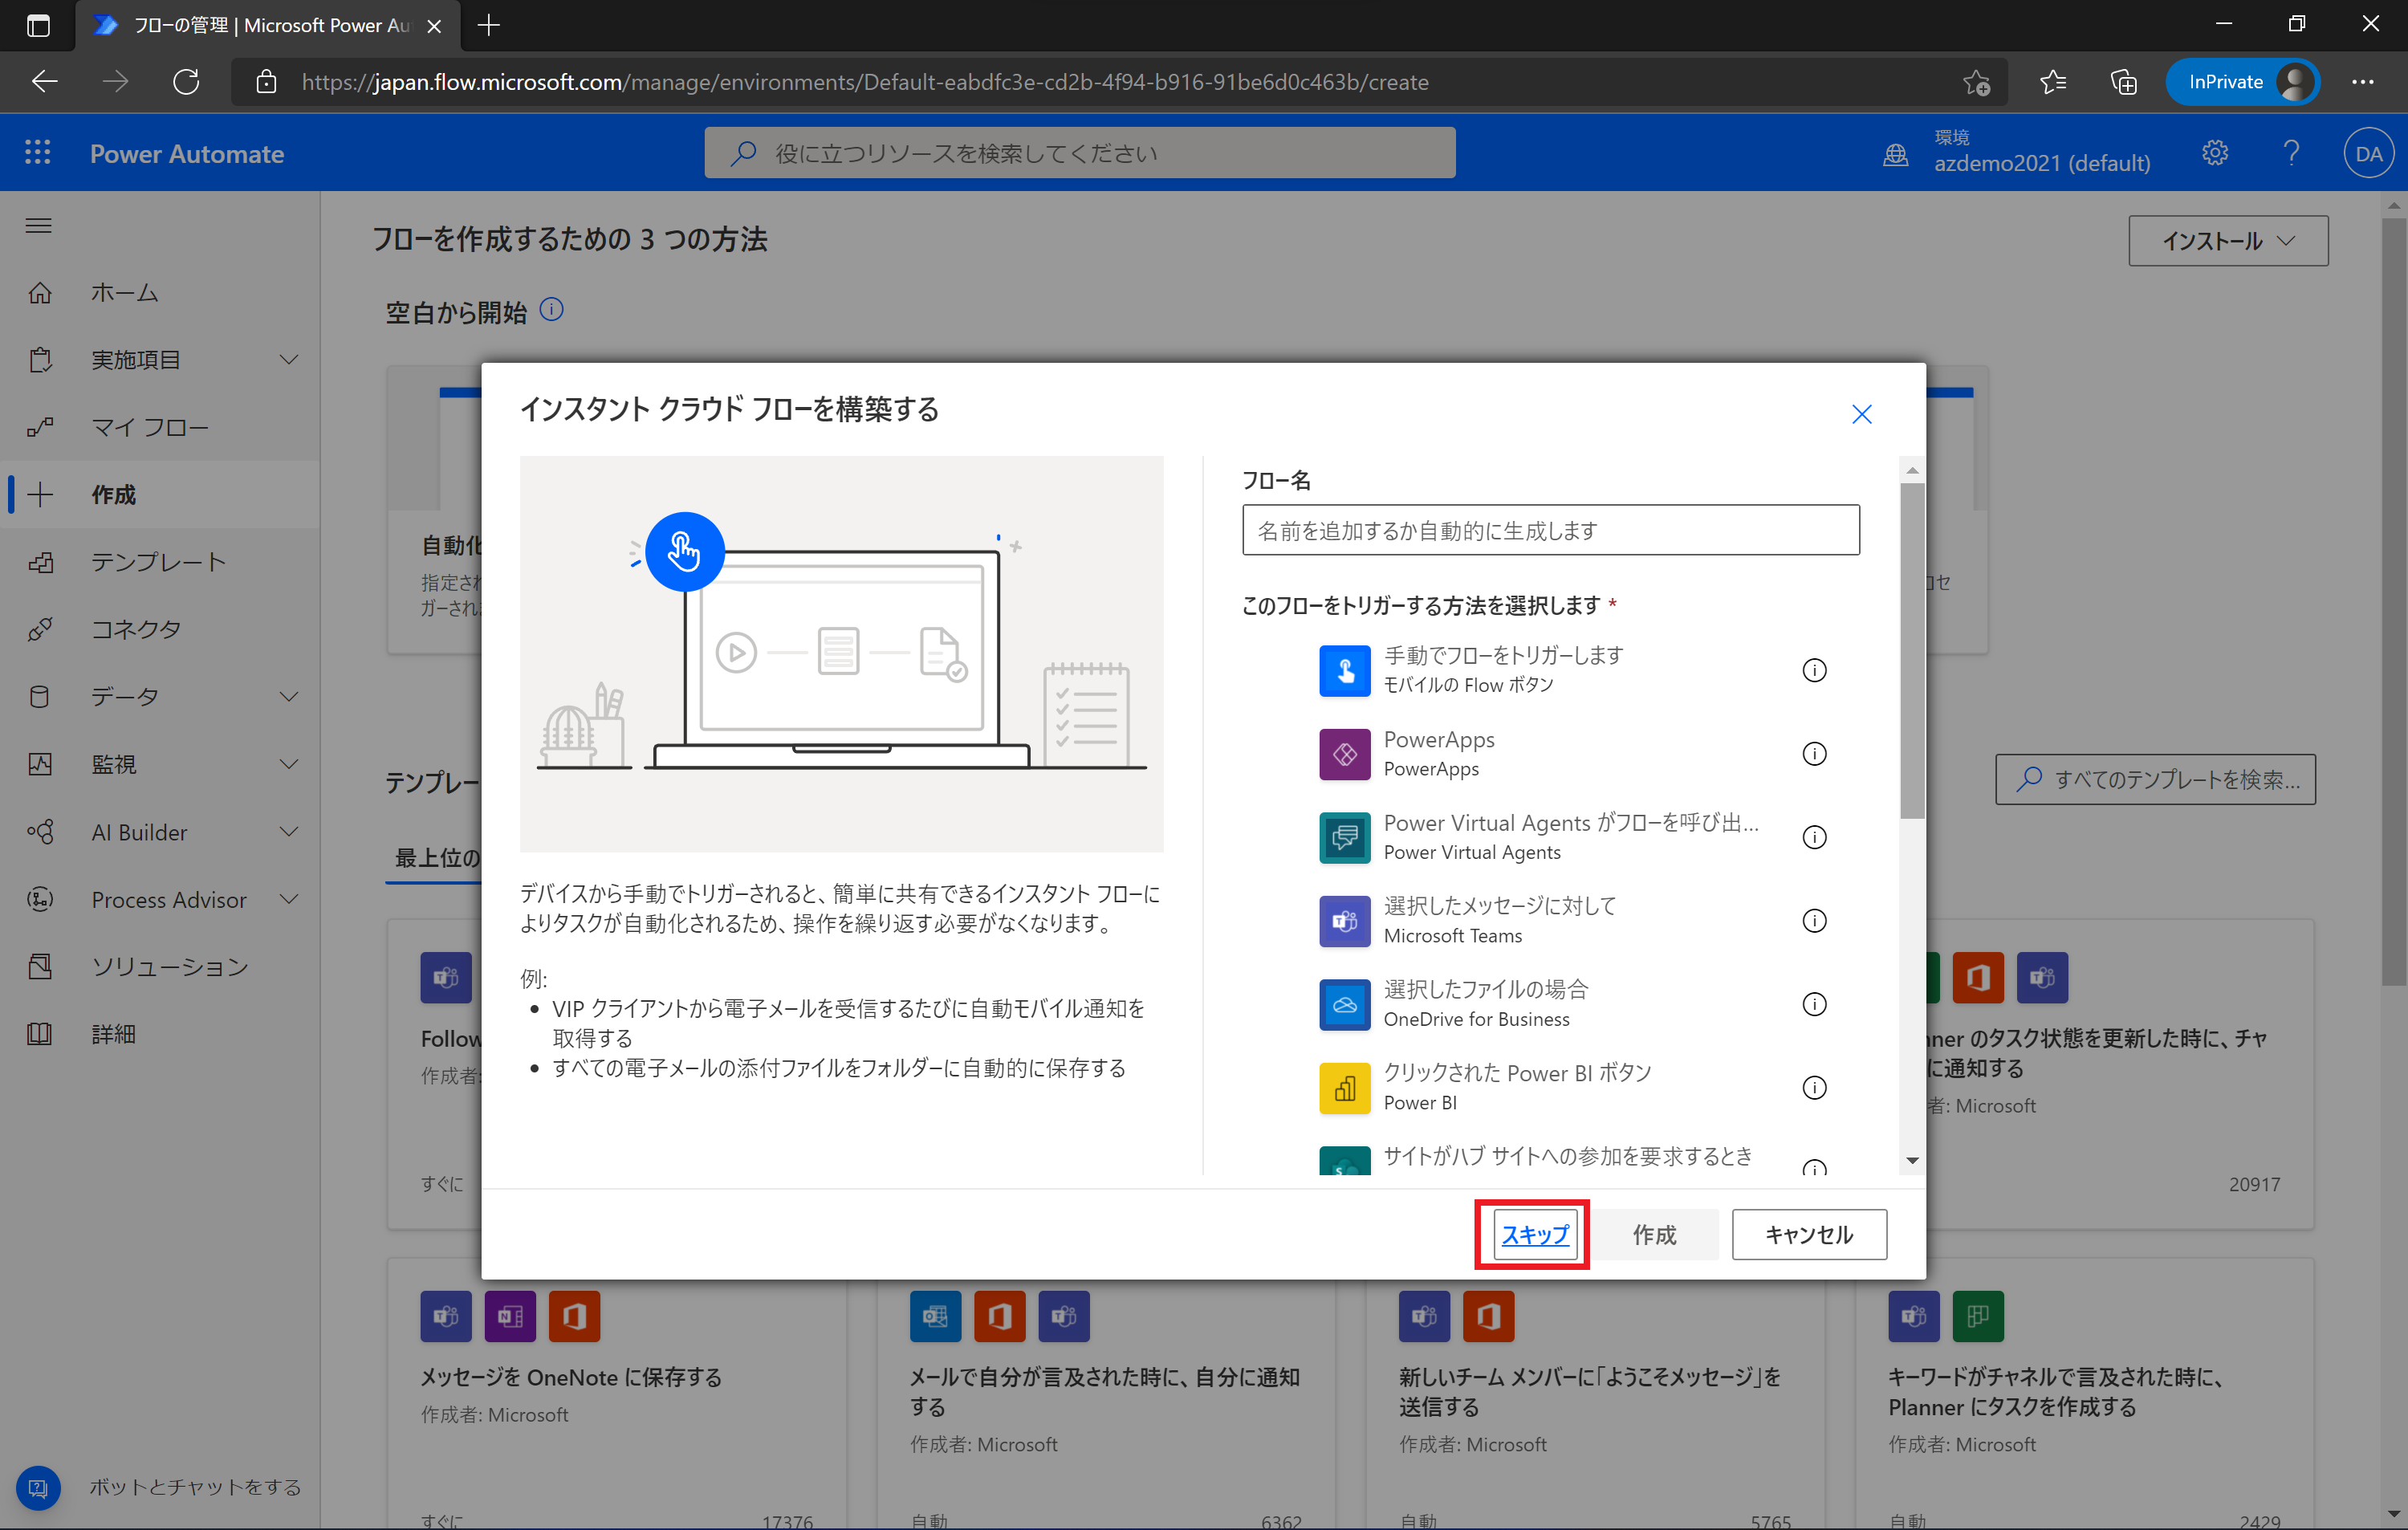 フローの管理 | Microsoft Power Au
https://japan.flow.microsoft.com/manage/environments/Default-eabdfc3e-cd2b-4f94-b916-91be6d0c463b/create
InPrivate
Power Automate
役に立つリソースを検索してください
環境
azdemo2021 (default)
DA
フローを作成するための 3 つの方法
インストール
空白から開始
ホーム
実施項目
マイ フロー
作成
テンプレート
コネクタ
データ
監視
AI Builder
Process Advisor
ソリューション
詳細
ボットとチャットをする
自動化
指定され
ガーされ
テンプレー
すべてのテンプレートを検索...
最上位の
インスタント クラウド フローを構築する
デバイスから手動でトリガーされると、簡単に共有できるインスタント フローに
よりタスクが自動化されるため、操作を繰り返す必要がなくなります。
例:
• VIP クライアントから電子メールを受信するたびに自動モバイル通知を
取得する
• すべての電子メールの添付ファイルをフォルダーに自動的に保存する
フロー名
名前を追加するか自動的に生成します
このフローをトリガーする方法を選択します *
手動でフローをトリガーします
モバイルの Flow ボタン
PowerApps
PowerApps
Power Virtual Agents がフローを呼び出...
Power Virtual Agents
選択したメッセージに対して
Microsoft Teams
選択したファイルの場合
OneDrive for Business
クリックされた Power BI ボタン
Power BI
サイトがハブ サイトへの参加を要求するとき
スキップ
作成
キャンセル
Follow
作成者:
すぐに
nner のタスク状態を更新した時に、チャ
に通知する
者: Microsoft
20917
メッセージを OneNote に保存する
作成者: Microsoft
すぐに
17376
メールで自分が言及された時に、自分に通知
する
作成者: Microsoft
自動
6362
新しいチーム メンバーに「ようこそメッセージ」を
送信する
作成者: Microsoft
自動
5765
キーワードがチャネルで言及された時に、
Planner にタスクを作成する
作成者: Microsoft
自動
2429